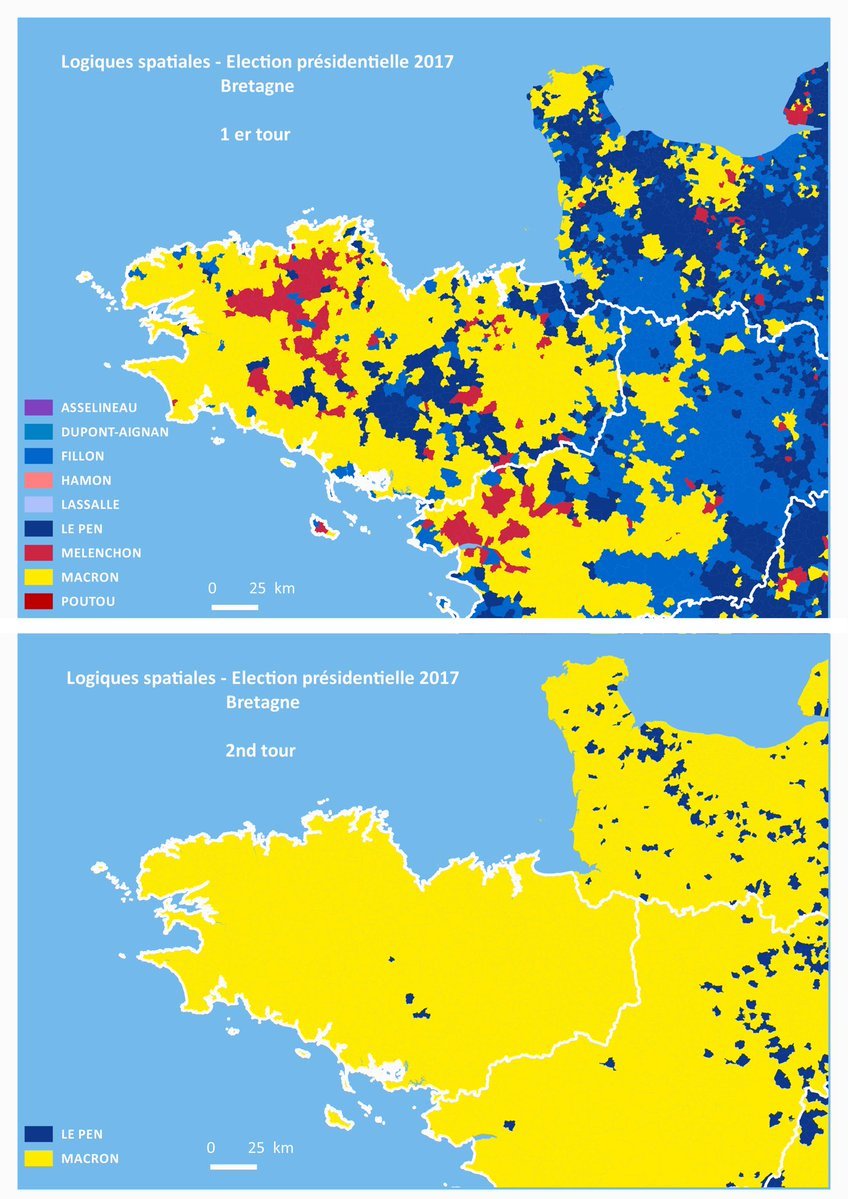 Logiques spatiales - Election présidentielle 2017
Bretagne
1 er tour
ASSELINEAU
DUPONT-AIGNAN
FILLON
HAMON
LASSALLE
LE PEN
MELENCHON
MACRON
POUTOU
0 25 km
Logiques spatiales - Election présidentielle 2017
Bretagne
2nd tour
LE PEN
MACRON
0 25 km